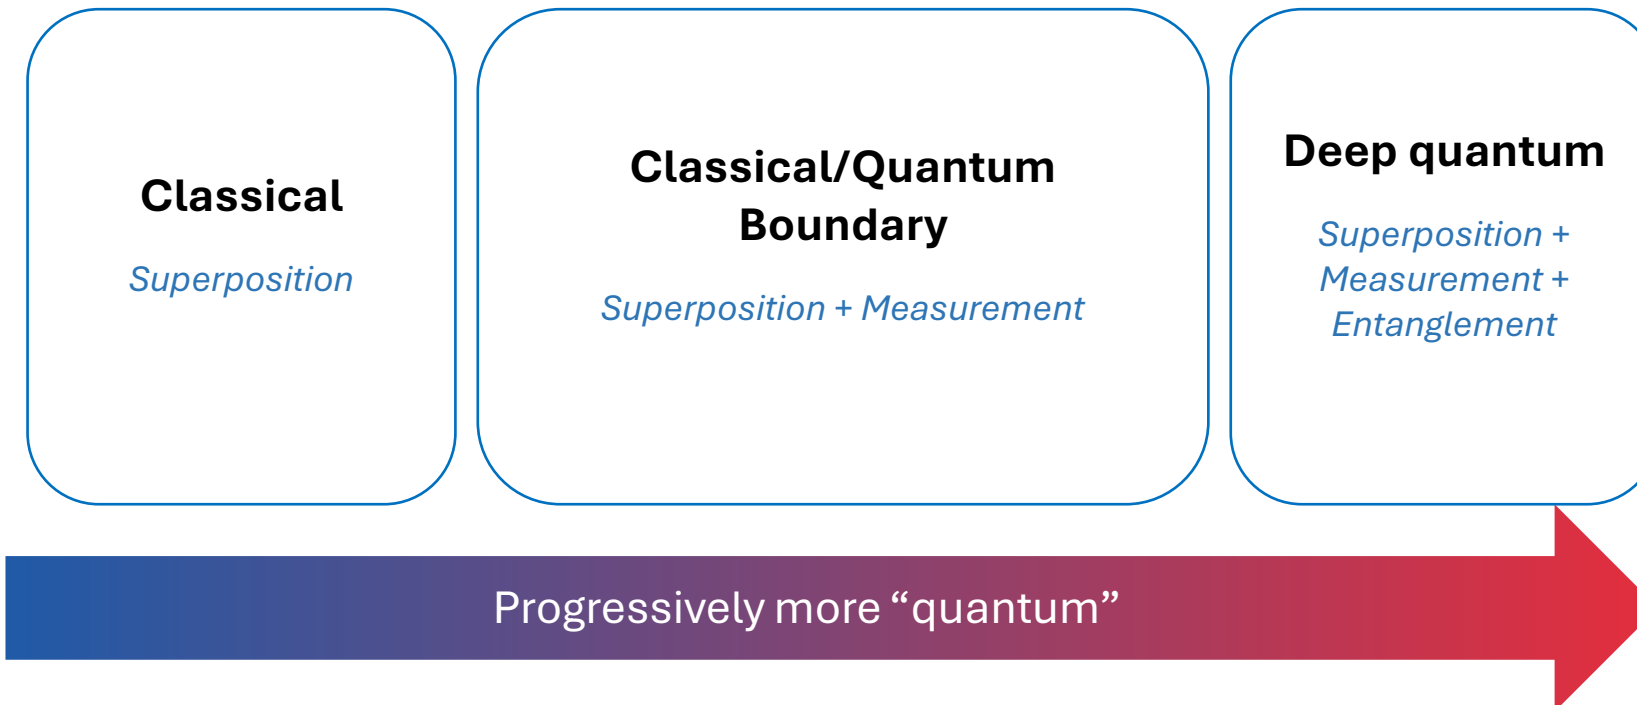 Classical
Superposition
Classical/Quantum
Boundary
Superposition + Measurement
Deep quantum
Superposition +
Measurement +
Entanglement
Progressively more “quantum”